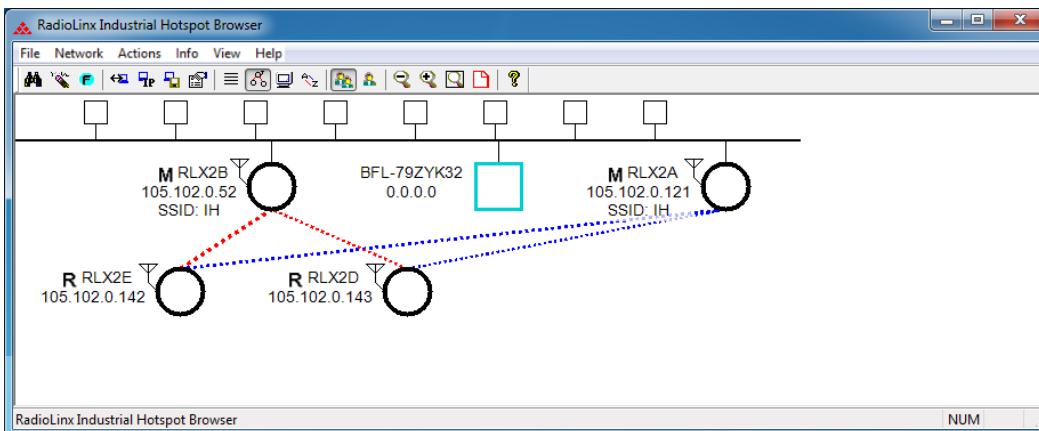 RadioLinx Industrial Hotspot Browser
File Network Actions Info View Help
M RLX2B
105.102.0.52
SSID: IH
BFL-79ZYK32
0.0.0.0
M RLX2A
105.102.0.121
SSID: IH
R RLX2E
105.102.0.142
R RLX2D
105.102.0.143
RadioLinx Industrial Hotspot Browser NUM